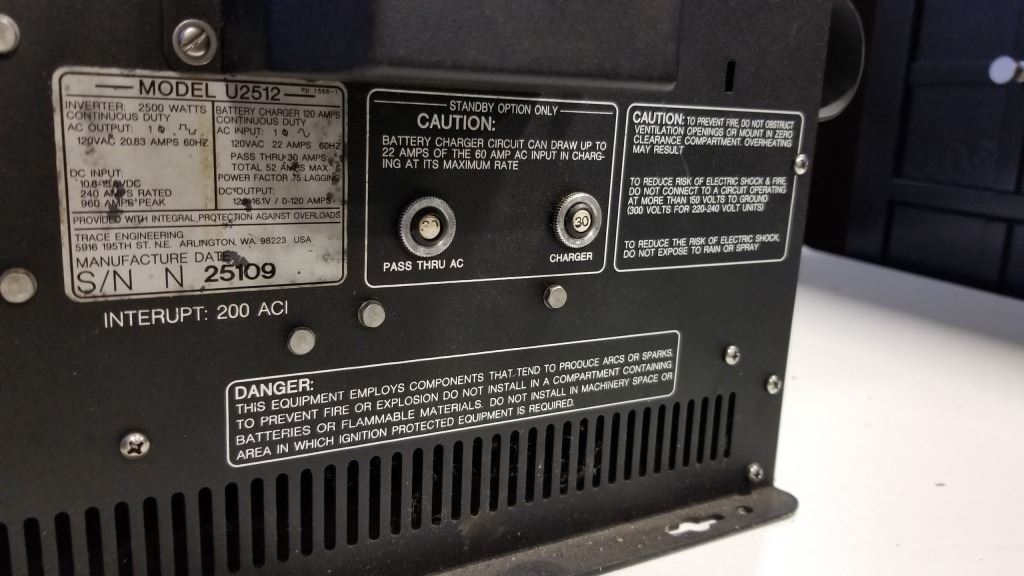 MODEL U2512
INVERTER: 2500 WATTS
CONTINUOUS DUTY
AC OUTPUT: 1 Ø
120VAC 20.83 AMPS 60HZ
DC INPUT:
VDC
240 AMPS RATED
960 AMPS PEAK
BATTERY CHARGER 120 AMPS
CONTINUOUS DUTY
AC INPUT: 1 Ø
120VAC 22 AMPS 60HZ
PASS THRU 30 AMPS
TOTAL 52 AMPS MAX
POWER FACTOR .75 LAGGING
DC OUTPUT:
16.1V / 0-120 AMPS
PROVIDED WITH INTEGRAL PROTECTION AGAINST OVERLOADS
TRACE ENGINEERING
5916 195TH ST. NE. ARLINGTON, WA. 98223 USA
MANUFACTURE DATE
S/N N 25109
INTERUPT: 200 ACI
STANDBY OPTION ONLY
CAUTION:
BATTERY CHARGER CIRCUIT CAN DRAW UP TO
22 AMPS OF THE 60 AMP AC INPUT IN CHARG-
ING AT ITS MAXIMUM RATE
30
30
PASS THRU AC
CHARGER
CAUTION: TO PREVENT FIRE, DO NOT OBSTRUCT
VENTILATION OPENINGS OR MOUNT IN ZERO
CLEARANCE COMPARTMENT. OVERHEATING
MAY RESULT
TO REDUCE RISK OF ELECTRIC SHOCK & FIRE
DO NOT CONNECT TO A CIRCUIT OPERATING
AT MORE THAN 150 VOLTS TO GROUND
(300 VOLTS FOR 220-240 VOLT UNITS)
TO REDUCE THE RISK OF ELECTRIC SHOCK,
DO NOT EXPOSE TO RAIN OR SPRAY
DANGER:
THIS EQUIPMENT EMPLOYS COMPONENTS THAT TEND TO PRODUCE ARCS OR SPARKS.
TO PREVENT FIRE OR EXPLOSION DO NOT INSTALL IN A COMPARTMENT CONTAINING
BATTERIES OR FLAMMABLE MATERIALS. DO NOT INSTALL IN MACHINERY SPACE OR
AREA IN WHICH IGNITION PROTECTED EQUIPMENT IS REQUIRED.